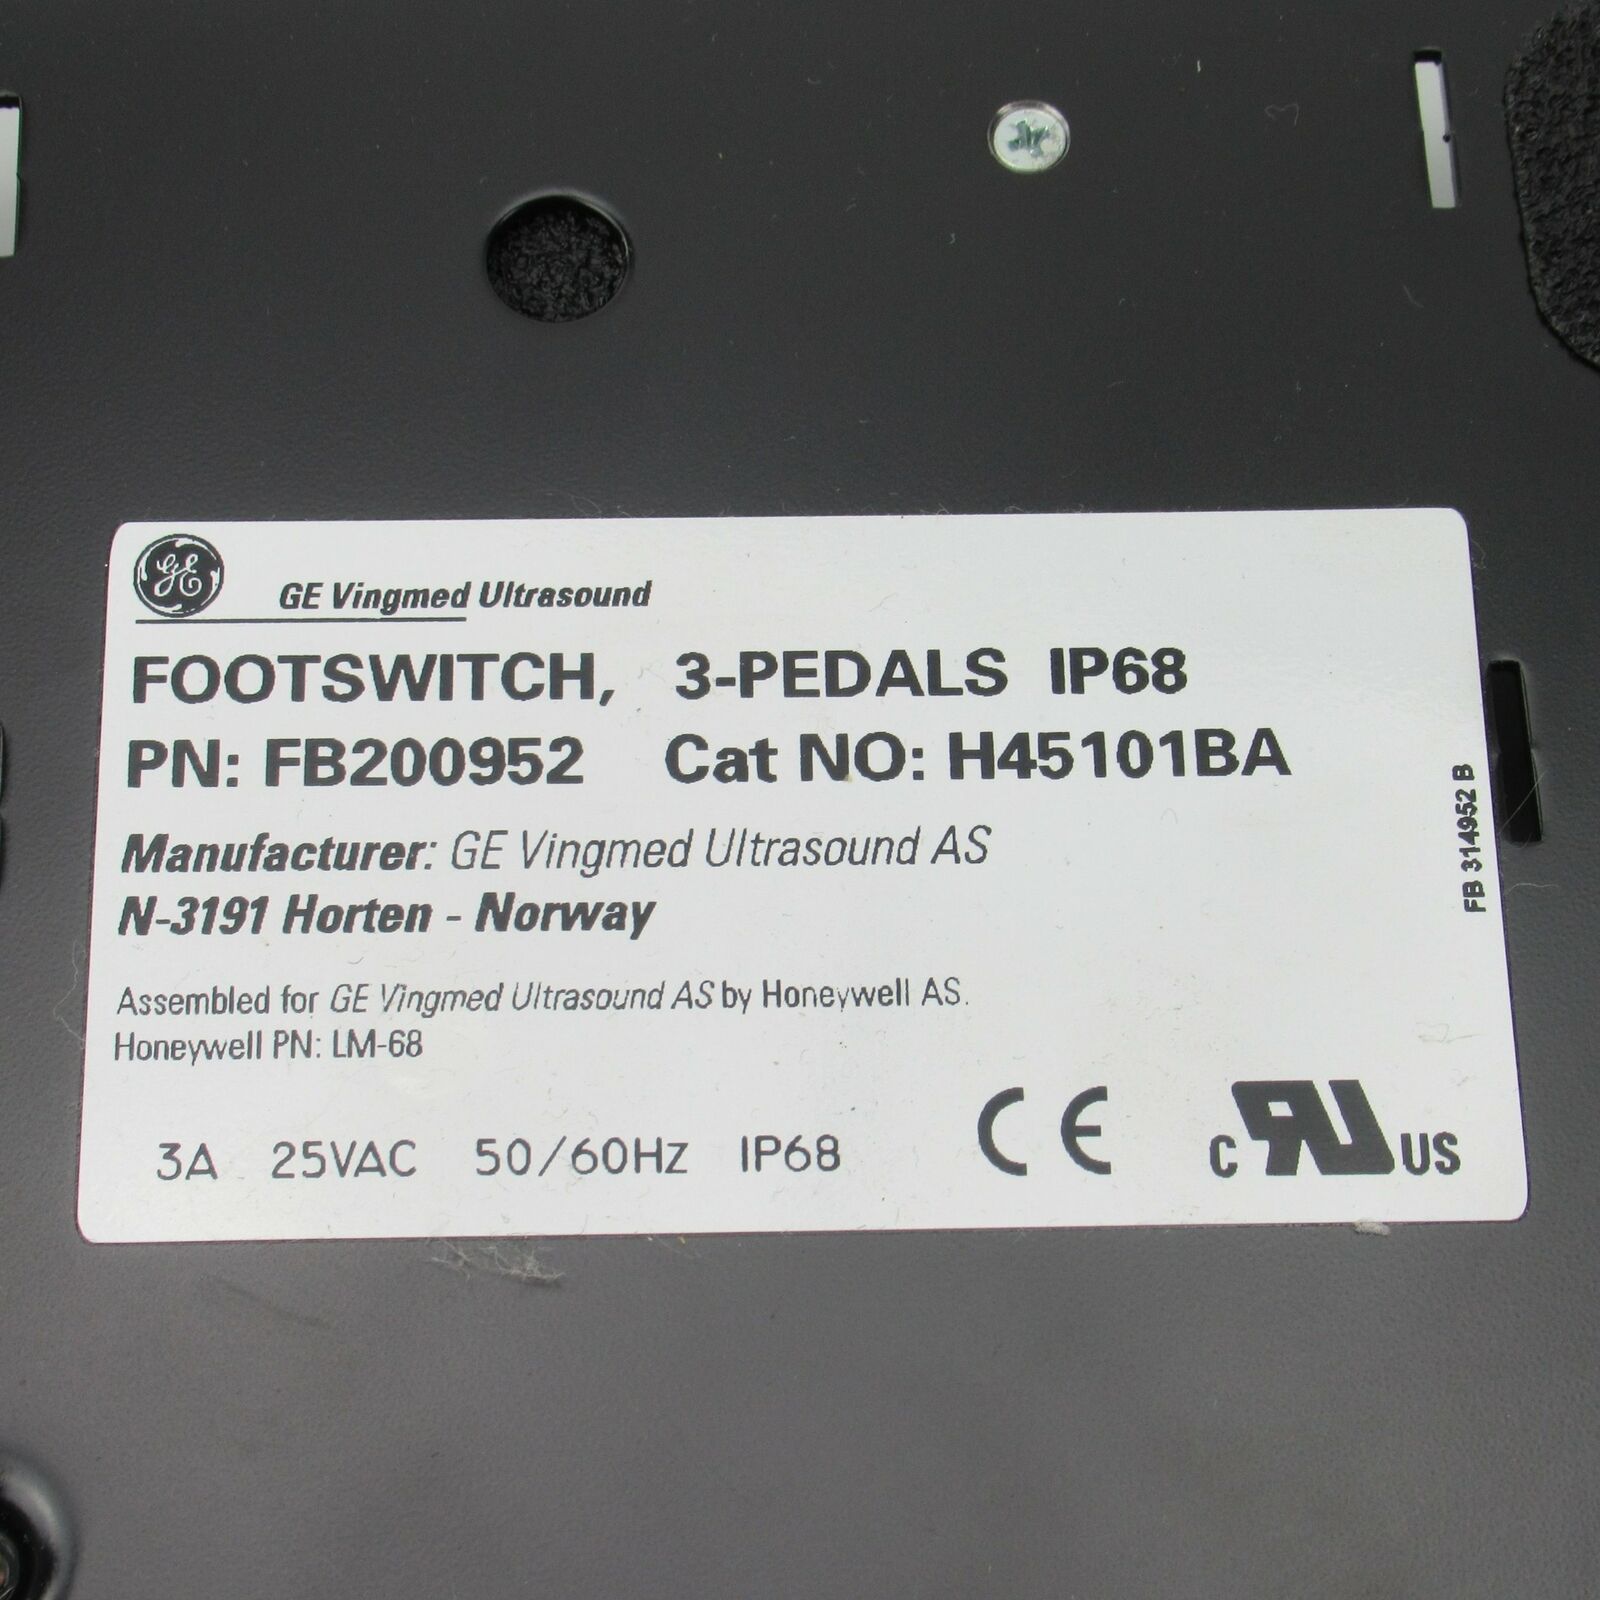 GE
GE Vingmed Ultrasound
FOOTSWITCH, 3-PEDALS IP68
PN: FB200952 Cat NO: H45101BA
Manufacturer: GE Vingmed Ultrasound AS
N-3191 Horten - Norway
Assembled for GE Vingmed Ultrasound AS by Honeywell AS.
Honeywell PN: LM-68
3A 25VAC 50/60Hz IP68 CE c RU US
FB 314952 B